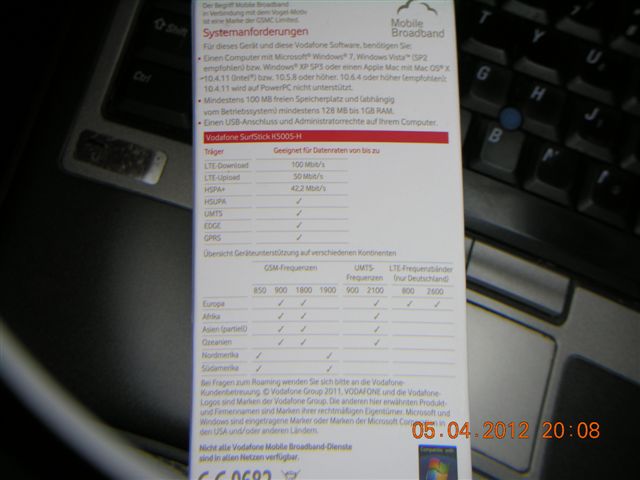 Der Begriff Mobile Broadband
in Verbindung mit dem Vogel-Motiv
ist eine Marke der GSMC Limited.
Mobile
Broadband
Systemanforderungen
Für dieses Gerät und diese Vodafone Software, benötigen Sie:
• Einen Computer mit Microsoft® Windows® 7, Windows Vista™ (SP2
empfohlen) bzw. Windows® XP SP3 oder einen Apple Mac mit Mac OS® X
10.4.11 (Intel®) bzw. 10.5.8 oder höher. 10.6.4 oder höher (empfohlen);
10.4.11 wird auf PowerPC nicht unterstützt.
• Mindestens 100 MB freien Speicherplatz und (abhängig
vom Betriebssystem) mindestens 128 MB bis 1GB RAM.
• Einen USB-Anschluss und Administratorrechte auf Ihrem Computer.
Vodafone SurfStick K5005-H
Träger Geeignet für Datenraten von bis zu
LTE-Download 100 Mbit/s
LTE-Upload 50 Mbit/s
HSPA+ 42,2 Mbit/s
HSUPA ✓
UMTS ✓
EDGE ✓
GPRS ✓
Übersicht Geräteunterstützung auf verschiedenen Kontinenten
GSM-Frequenzen UMTS-Frequenzen LTE-Frequenzbänder (nur Deutschland)
850 900 1800 1900 900 2100 800 2600
Europa ✓ ✓ ✓ ✓ ✓
Afrika ✓ ✓ ✓
Asien (partiell) ✓ ✓ ✓
Ozeanien ✓ ✓ ✓
Nordmerika ✓ ✓
Südamerika ✓ ✓
Bei Fragen zum Roaming wenden Sie sich bitte an die Vodafone-
Kundenbetreuung. © Vodafone Group 2011, VODAFONE und die Vodafone-
Logos sind Marken der Vodafone Group. Die anderen hier erwähnten Produkt-
und Firmennamen sind Marken ihrer rechtmäßigen Eigentümer. Microsoft und
Windows sind eingetragene Marker oder Marken der Microsoft Corporation in
den USA und/oder anderen Ländern.
Nicht alle Vodafone Mobile Broadband-Dienste
sind in allen Netzen verfügbar.
CE 0682
Ctrl
05.04.2012 20:08